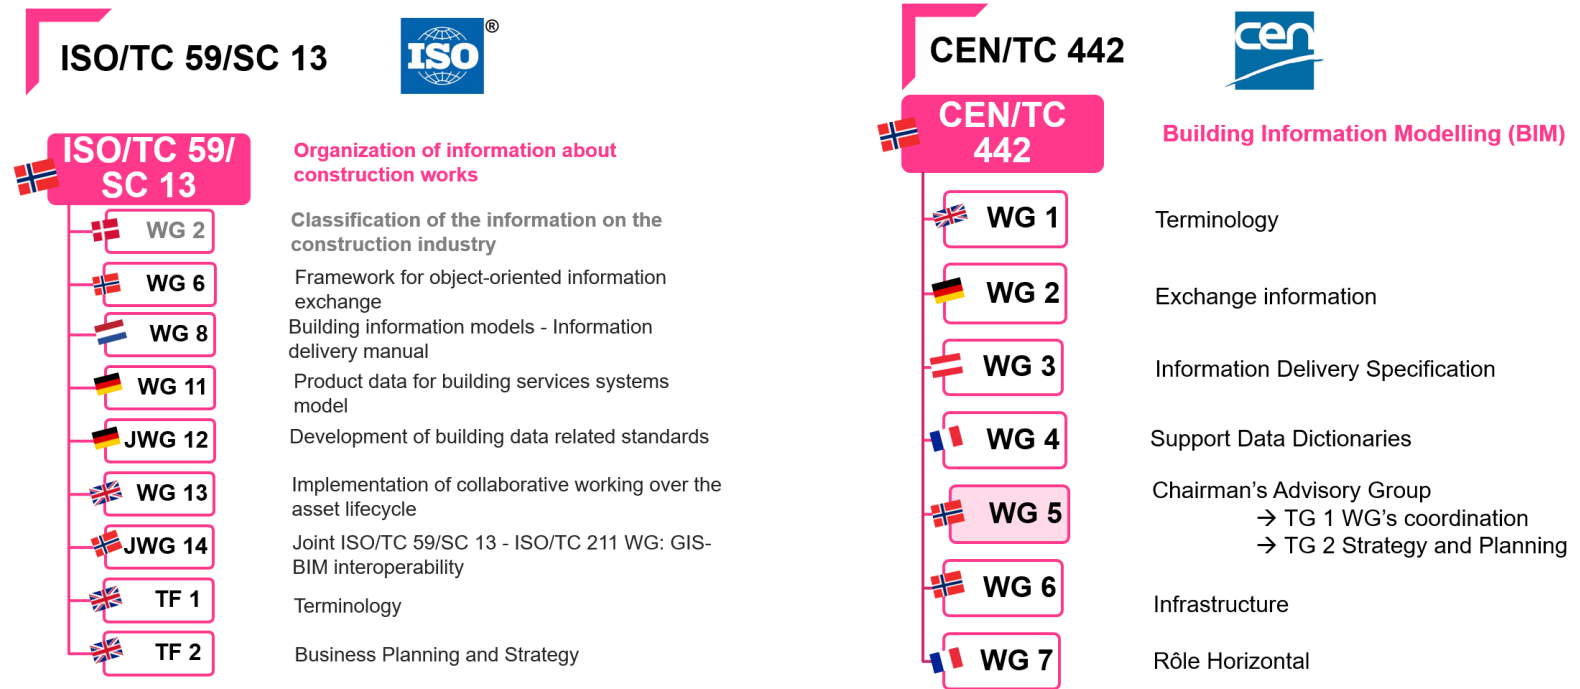 ISO/TC 59/SC 13
ISO
®
ISO/TC 59/
SC 13
Organization of information about
construction works
WG 2
Classification of the information on the
construction industry
WG 6
Framework for object-oriented information
exchange
WG 8
Building information models - Information
delivery manual
WG 11
Product data for building services systems
model
JWG 12
Development of building data related standards
WG 13
Implementation of collaborative working over the
asset lifecycle
JWG 14
Joint ISO/TC 59/SC 13 - ISO/TC 211 WG: GIS-
BIM interoperability
TF 1
Terminology
TF 2
Business Planning and Strategy
CEN/TC 442
cen
CEN/TC
442
Building Information Modelling (BIM)
WG 1
Terminology
WG 2
Exchange information
WG 3
Information Delivery Specification
WG 4
Support Data Dictionaries
WG 5
Chairman’s Advisory Group
→ TG 1 WG’s coordination
→ TG 2 Strategy and Planning
WG 6
Infrastructure
WG 7
Rôle Horizontal